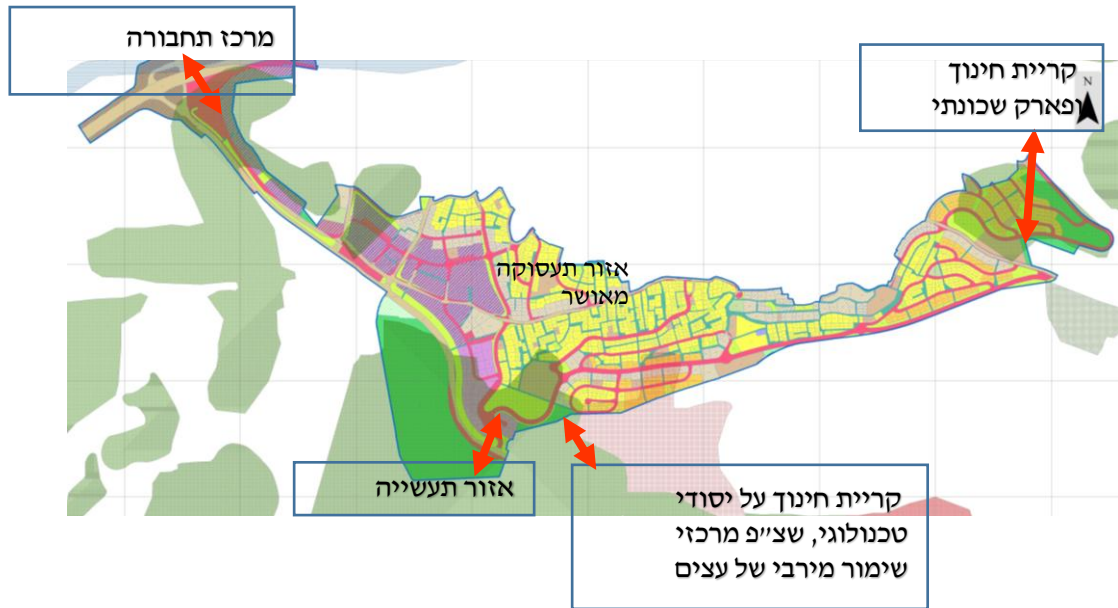 מרכז תחבורה
קריית חינוך
ופארק שכונתי
N
אזור תעסוקה
מאושר
אזור תעשייה
קריית חינוך על יסודי
טכנולוגי, שצ״פ מרכזי
שימור מירבי של עצים